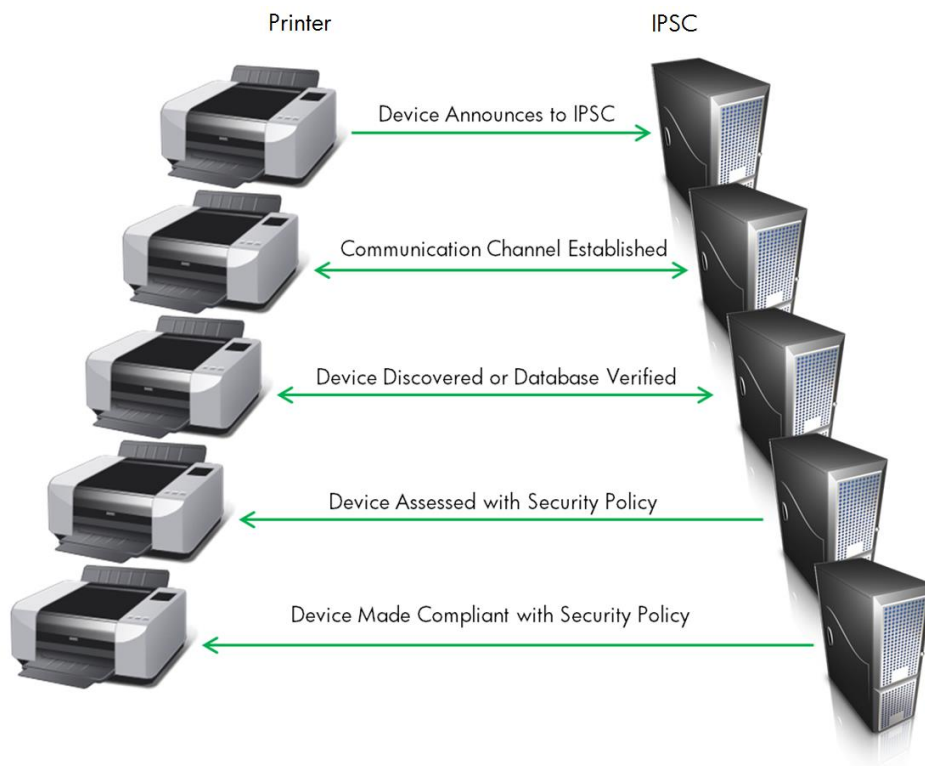 Printer
IPSC
Device Announces to IPSC
Communication Channel Established
Device Discovered or Database Verified
Device Assessed with Security Policy
Device Made Compliant with Security Policy